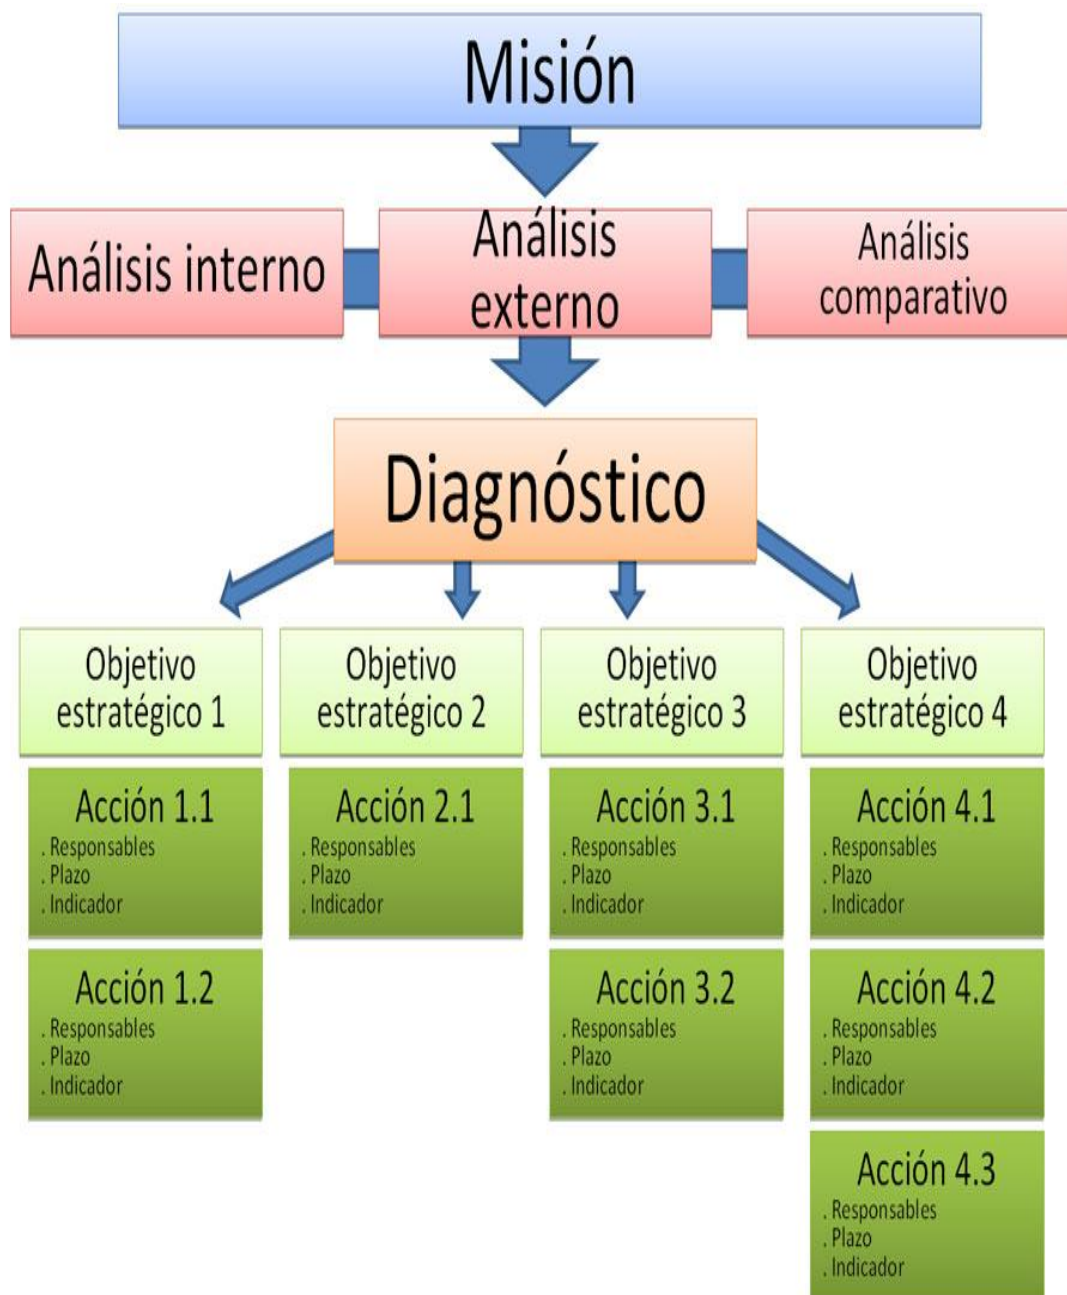 Misión
Análisis interno
Análisis
externo
Análisis
comparativo
Diagnóstico
Objetivo
estratégico 1
Objetivo
estratégico 2
Objetivo
estratégico 3
Objetivo
estratégico 4
Acción 1.1
. Responsables
. Plazo
. Indicador
Acción 2.1
. Responsables
. Plazo
. Indicador
Acción 3.1
. Responsables
. Plazo
. Indicador
Acción 4.1
. Responsables
. Plazo
. Indicador
Acción 1.2
. Responsables
. Plazo
. Indicador
Acción 3.2
. Responsables
. Plazo
. Indicador
Acción 4.2
. Responsables
. Plazo
. Indicador
Acción 4.3
. Responsables
. Plazo
. Indicador